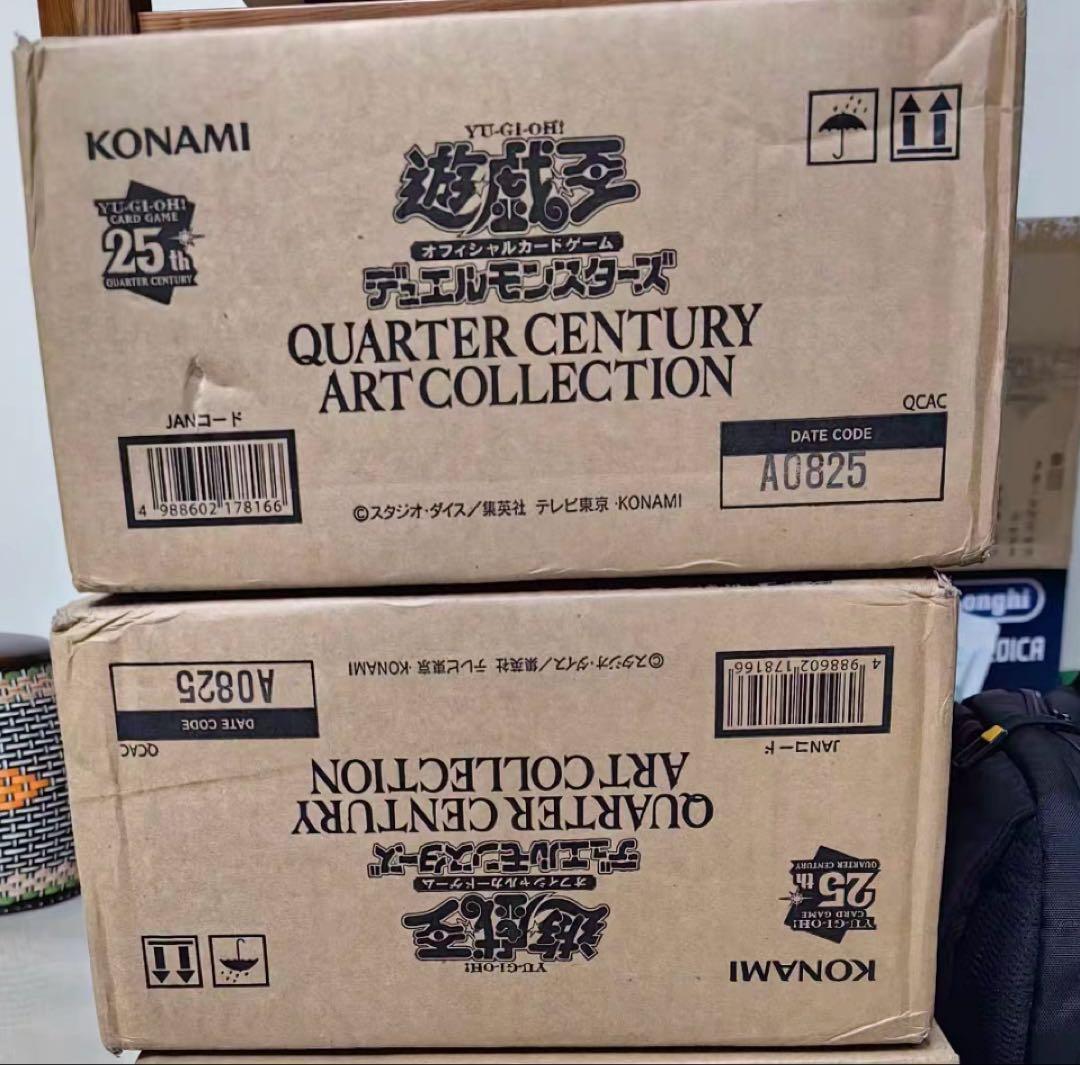 KONAMI
YU-GI-OH!
遊戯王
オフィシャルカードゲーム
デュエルモンスターズ
YU-GI-OH!
CARD GAME
25th
QUARTER CENTURY
QUARTER CENTURY
ART COLLECTION
JANコード
4 988602 178166
©スタジオ・ダイス/集英社 テレビ東京・KONAMI
QCAC
DATE CODE
A0825
onghi
DICA
©スタジオ・ダイス/集英社 テレビ東京・KONAMI
4 988602 178166
JANコード
A0825
DATE CODE
QCAC
QUARTER CENTURY
ART COLLECTION
YU-GI-OH!
遊戯王
オフィシャルカードゲーム
デュエルモンスターズ
YU-GI-OH!
CARD GAME
25th
QUARTER CENTURY
KONAMI